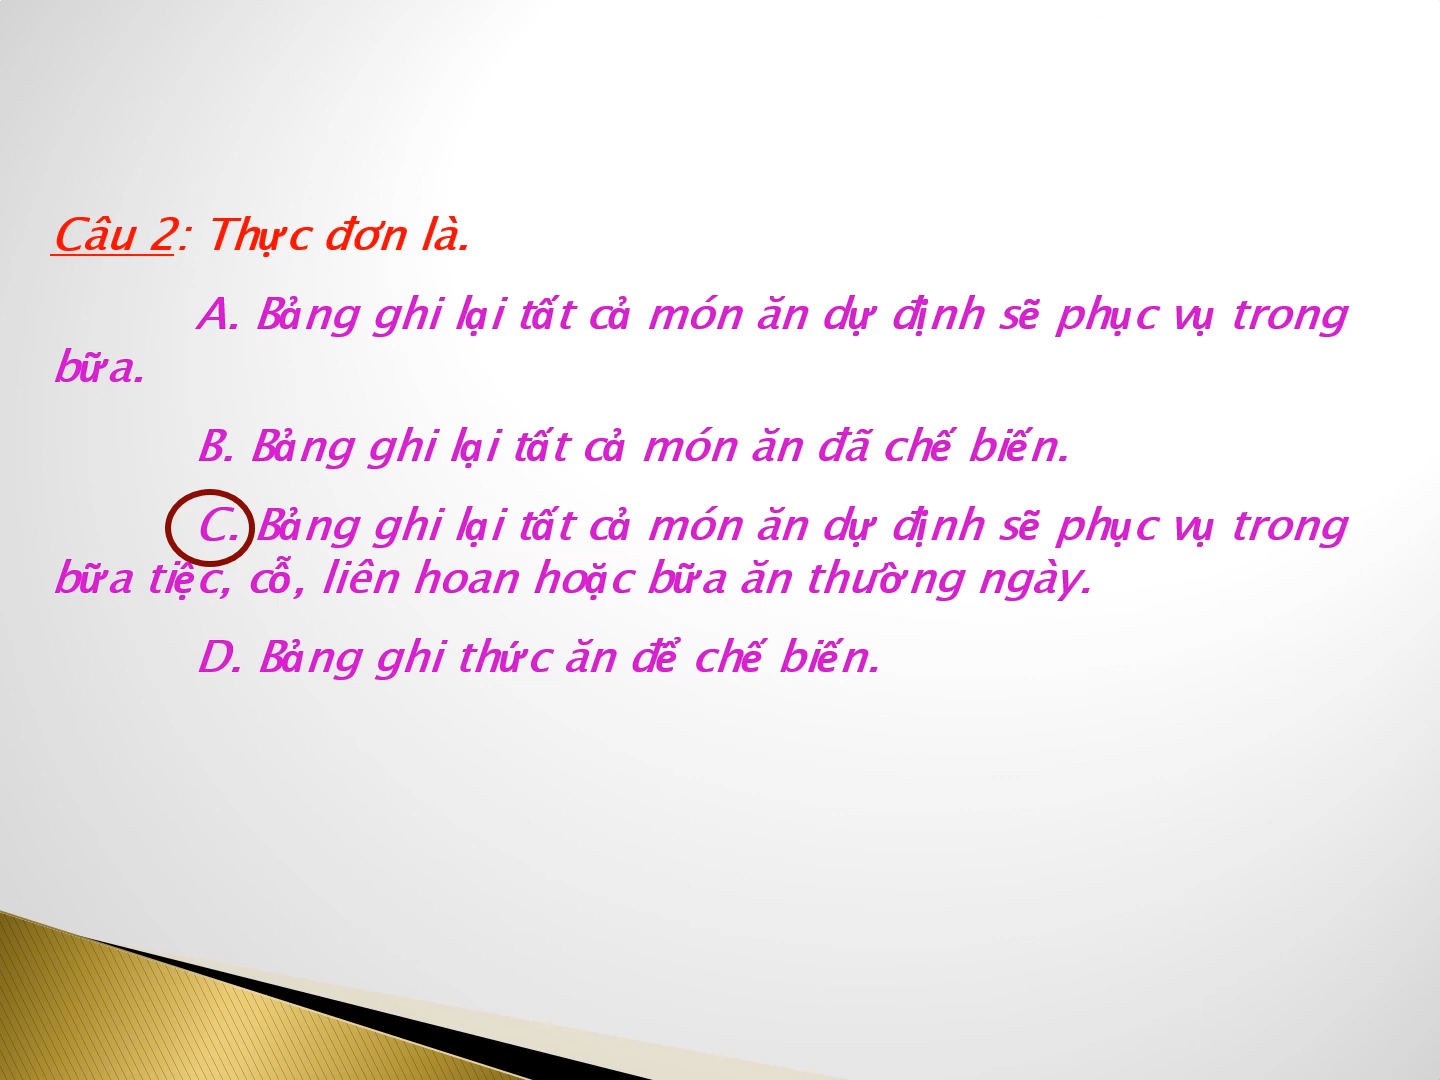 Câu 2: Thực đơn là.
A. Bảng ghi lại tất cả món ăn dự định sẽ phục vụ trong
bữa.
B. Bảng ghi lại tất cả món ăn đã chế biến.
C. Bảng ghi lại tất cả món ăn dự định sẽ phục vụ trong
bữa tiệc, cỗ, liên hoan hoặc bữa ăn thường ngày.
D. Bảng ghi thức ăn để chế biến.